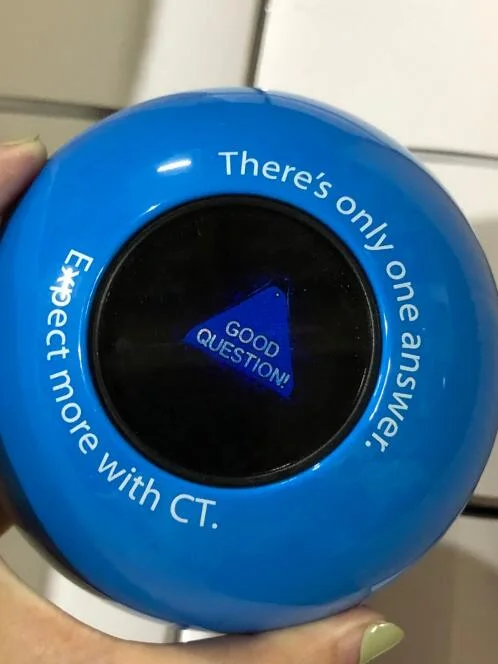 There's only one answer.
GOOD
QUESTION!
Expect more with CT.